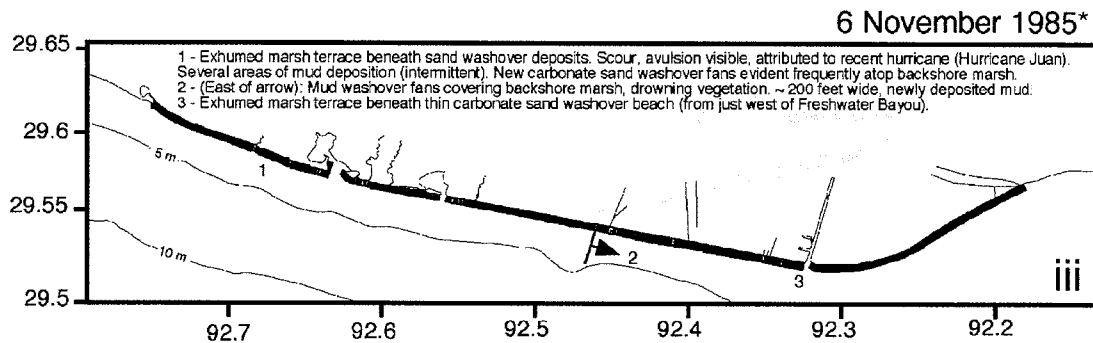 6 November 1985*
29.65
1 - Exhumed marsh terrace beneath sand washover deposits. Scour, avulsion visible, attributed to recent hurricane (Hurricane Juan).
Several areas of mud deposition (intermittent). New carbonate sand washover fans evident frequently atop backshore marsh.
2 - (East of arrow): Mud washover fans covering backshore marsh, drowning vegetation. ~ 200 feet wide, newly deposited mud.
3 - Exhumed marsh terrace beneath thin carbonate sand washover beach (from just west of Freshwater Bayou).
29.6
5 m
1
29.55
10 m
2
3
iii
29.5
92.7
92.6
92.5
92.4
92.3
92.2